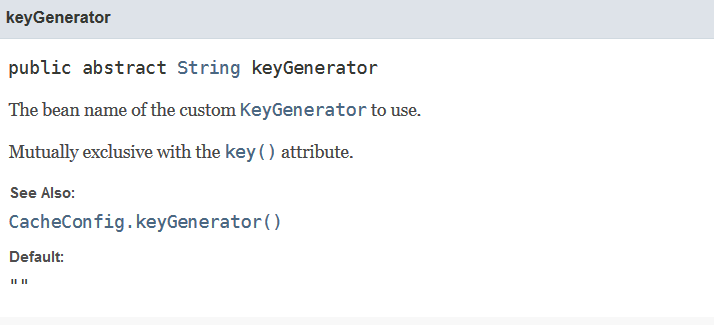 keyGenerator
public abstract String keyGenerator
The bean name of the custom KeyGenerator to use.
Mutually exclusive with the key() attribute.
See Also:
CacheConfig.keyGenerator()
Default:
""